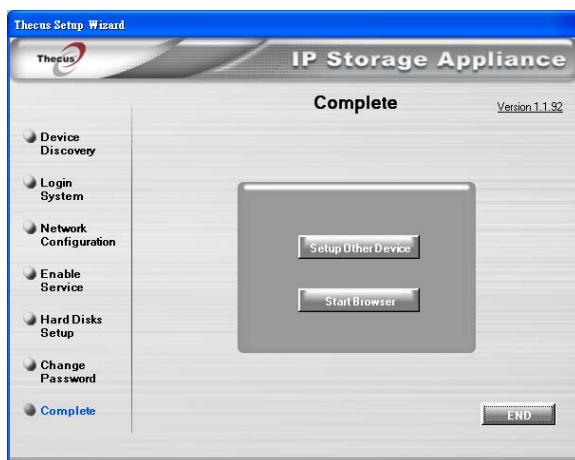 Thecus Setup Wizard
Thecus
IP Storage Appliance
Complete
Version 1.1.92
Device
Discovery
Login
System
Network
Configuration
Enable
Service
Hard Disks
Setup
Change
Password
Complete
Setup Other Device
Start Browser
END